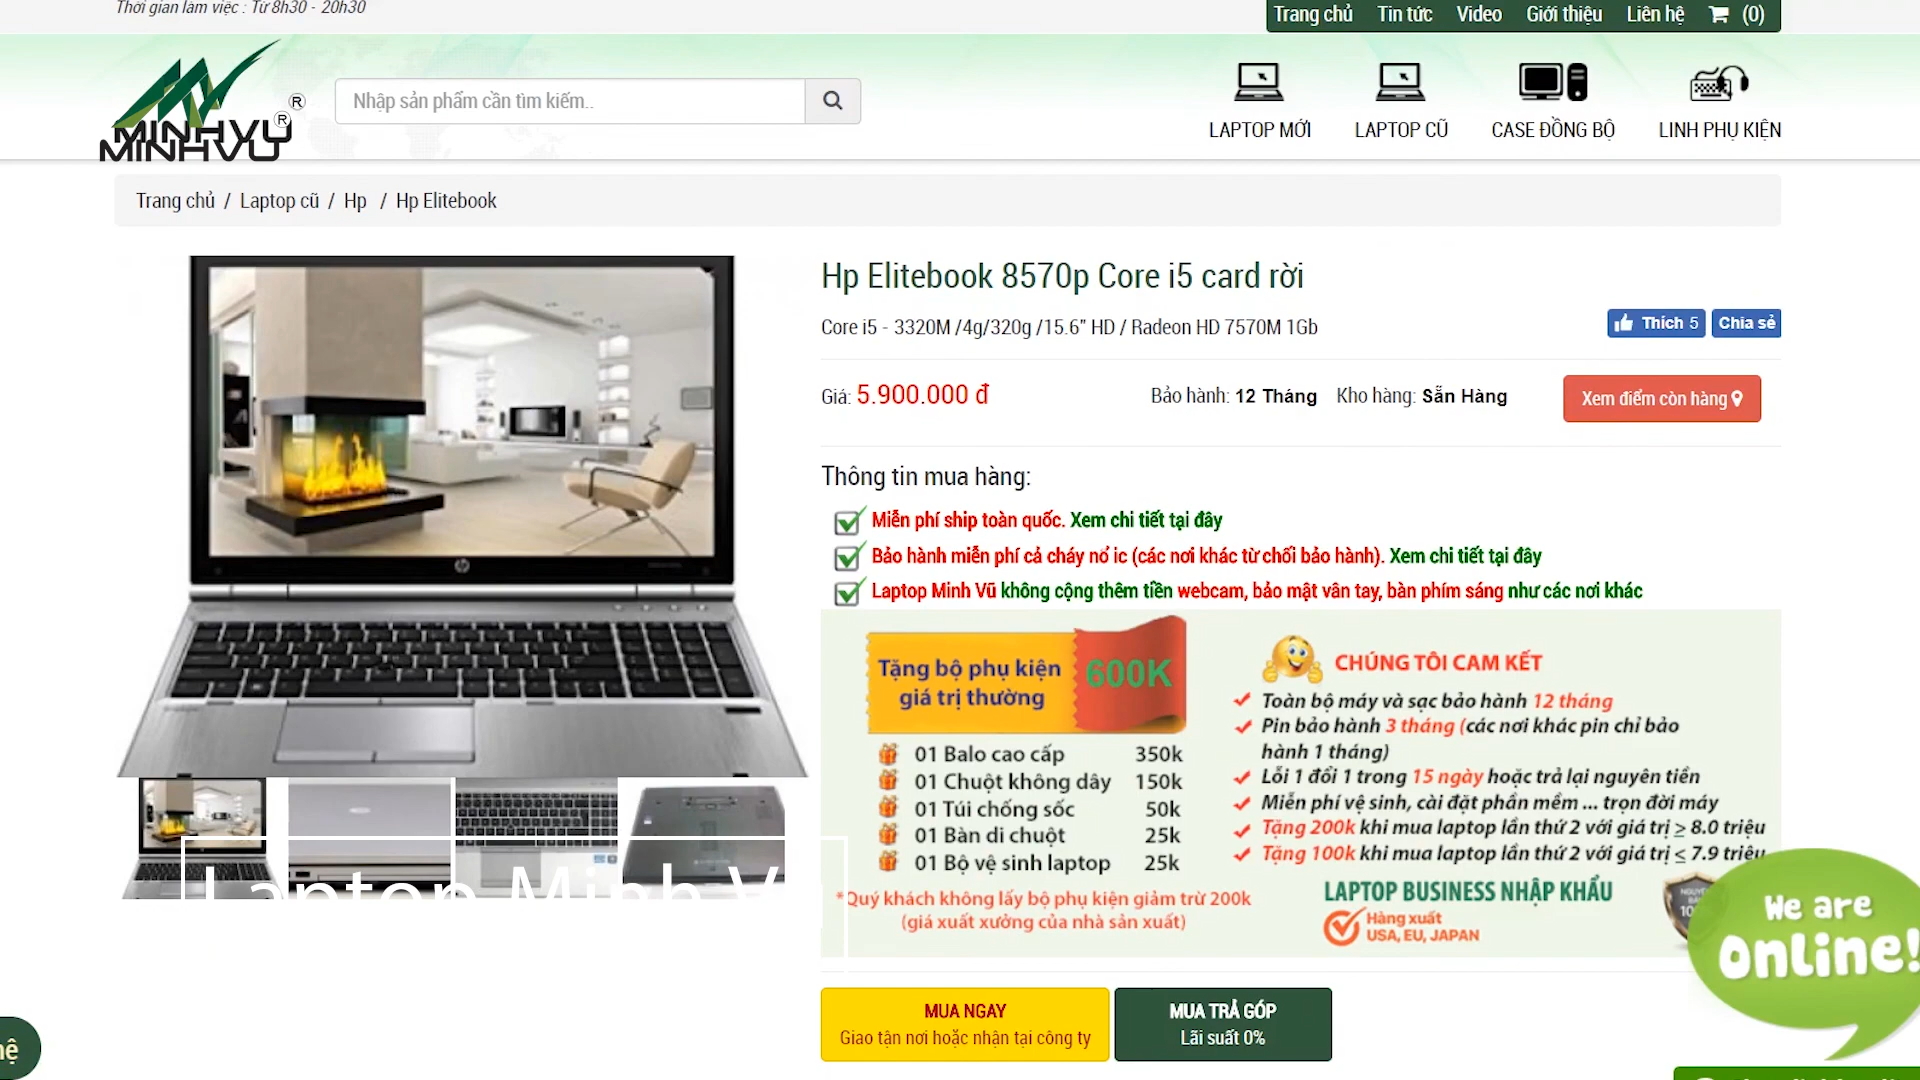 Thời gian làm việc : Từ 8h30 - 20h30
Trang chủ Tin tức Video Giới thiệu Liên hệ (0)
MINHVU ®
MINHVU ®
Nhập sản phẩm cần tìm kiếm..
LAPTOP MỚI LAPTOP CŨ CASE ĐỒNG BỘ LINH PHỤ KIỆN
Trang chủ / Laptop cũ / Hp / Hp Elitebook
Hp Elitebook 8570p Core i5 card rời
Core i5 - 3320M /4g/320g /15.6" HD / Radeon HD 7570M 1Gb
Thích 5 Chia sẻ
Giá: 5.900.000 đ
Bảo hành: 12 Tháng Kho hàng: Sẵn Hàng
Xem điểm còn hàng
Thông tin mua hàng:
Miễn phí ship toàn quốc. Xem chi tiết tại đây
Bảo hành miễn phí cả cháy nổ ic (các nơi khác từ chối bảo hành). Xem chi tiết tại đây
Laptop Minh Vũ không cộng thêm tiền webcam, bảo mật vân tay, bàn phím sáng như các nơi khác
Tặng bộ phụ kiện
giá trị thường
600K
01 Balo cao cấp 350k
01 Chuột không dây 150k
01 Túi chống sốc 50k
01 Bàn di chuột 25k
01 Bộ vệ sinh laptop 25k
*Quý khách không lấy bộ phụ kiện giảm trừ 200k
(giá xuất xưởng của nhà sản xuất)
CHÚNG TÔI CAM KẾT
Toàn bộ máy và sạc bảo hành 12 tháng
Pin bảo hành 3 tháng (các nơi khác pin chỉ bảo
hành 1 tháng)
Lỗi 1 đổi 1 trong 15 ngày hoặc trả lại nguyên tiền
Miễn phí vệ sinh, cài đặt phần mềm ... trọn đời máy
Tặng 200k khi mua laptop lần thứ 2 với giá trị ≥ 8.0 triệu
Tặng 100k khi mua laptop lần thứ 2 với giá trị ≤ 7.9 triệu
LAPTOP BUSINESS NHẬP KHẨU
Hàng xuất
USA, EU, JAPAN
We are
online!
Laptop Minh Vũ
MUA NGAY
Giao tận nơi hoặc nhận tại công ty
MUA TRẢ GÓP
Lãi suất 0%
hp